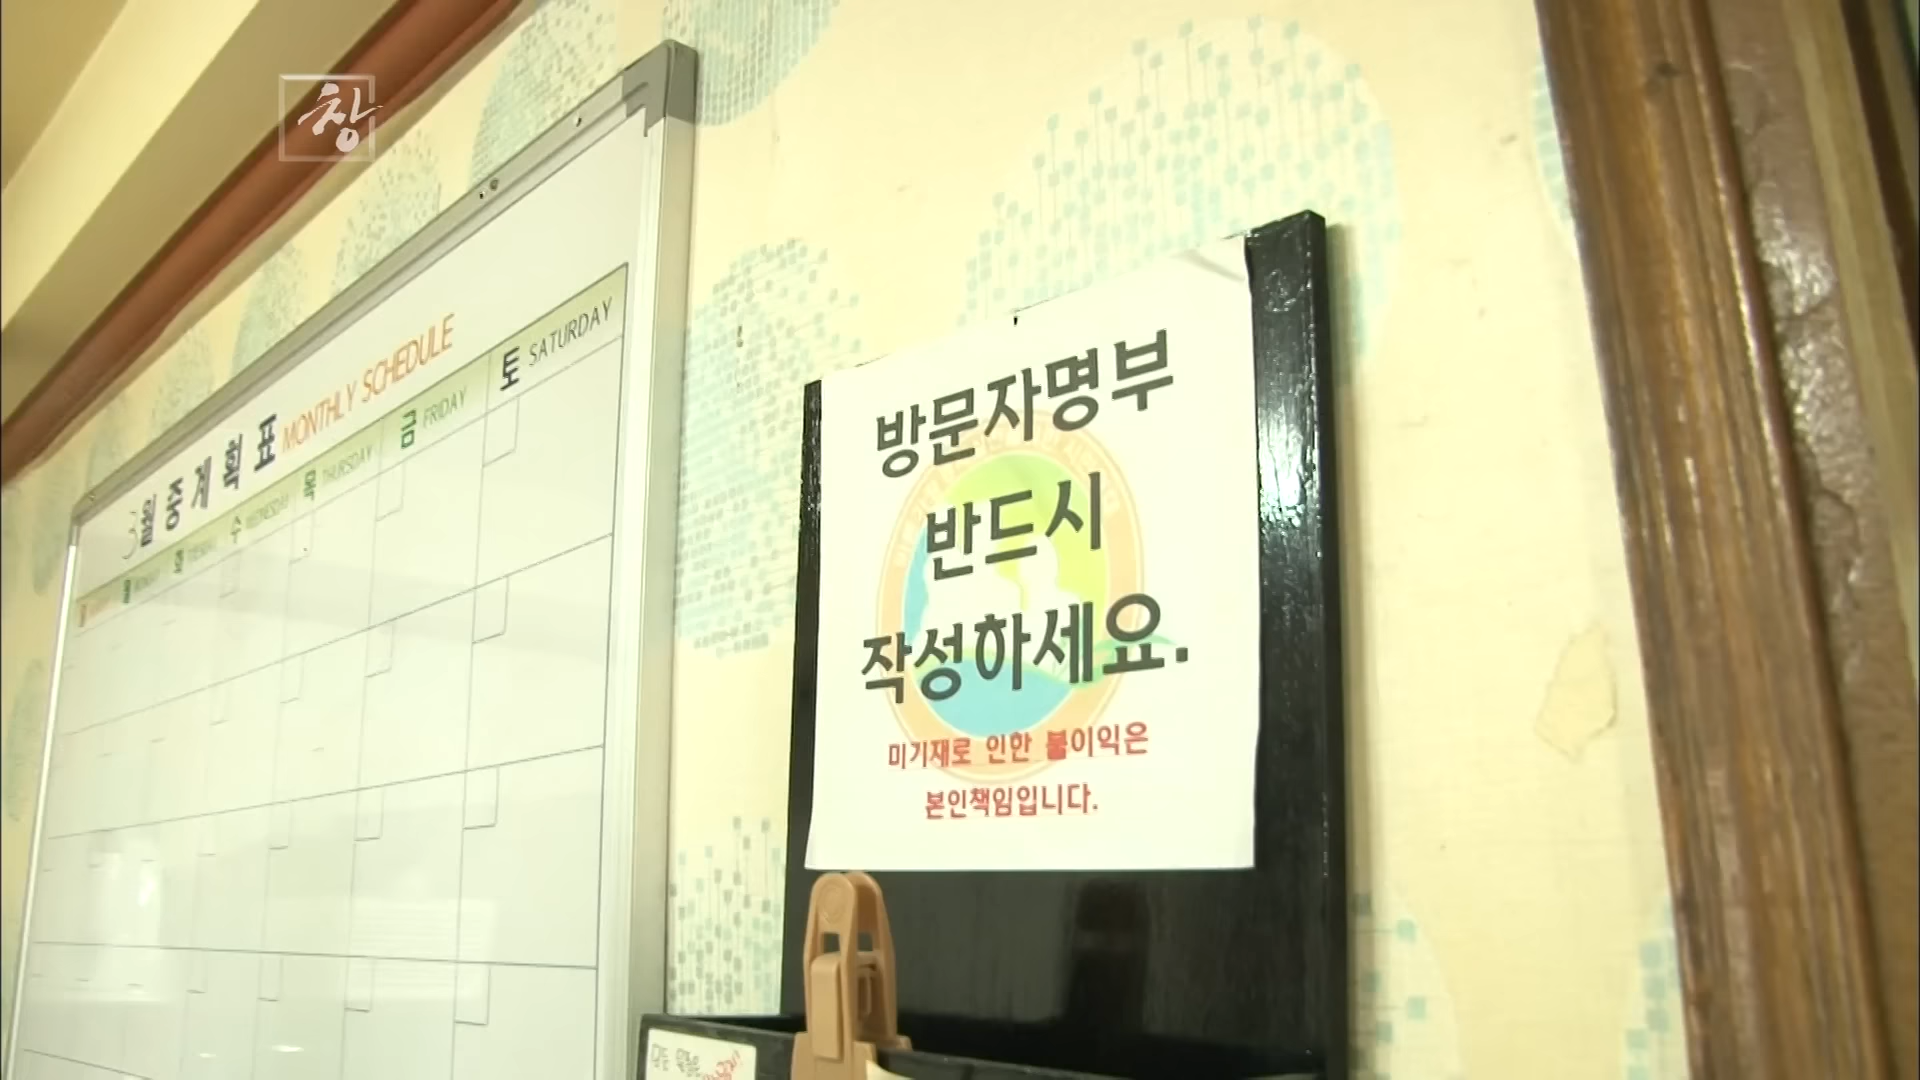 창
3월중계획표 MONTHLY SCHEDULE
수 WEDNESDAY 목 THURSDAY 금 FRIDAY 토 SATURDAY
방문자명부
반드시
작성하세요.
미기재로 인한 불이익은
본인책임입니다.